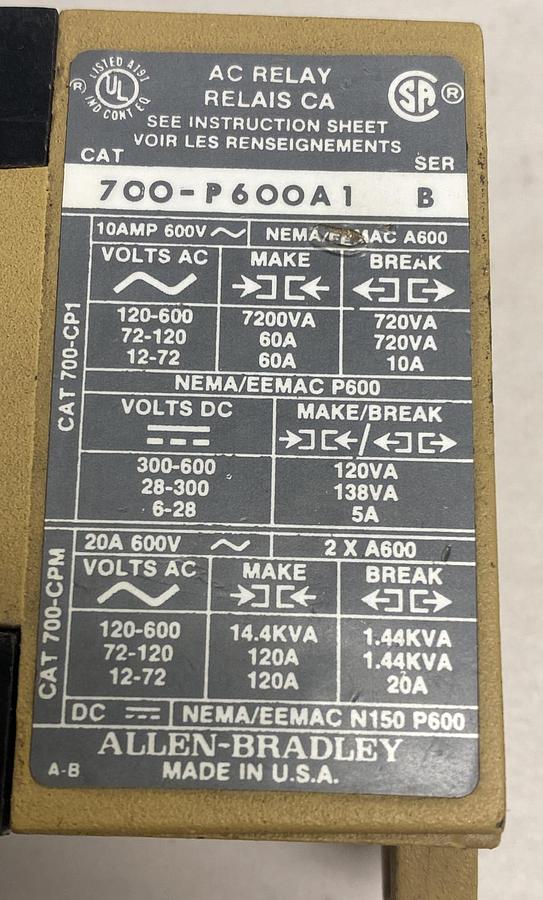 LISTED A191
UL
IND CONT EQ
®
AC RELAY
RELAIS CA
SA ®
SEE INSTRUCTION SHEET
VOIR LES RENSEIGNEMENTS
CAT SER
700-P600A1 B
10AMP 600V NEMA/EEMAC A600
VOLTS AC MAKE BREAK
120-600 7200VA 720VA
72-120 60A 720VA
12-72 60A 10A
CAT 700-CP1
NEMA/EEMAC P600
VOLTS DC MAKE/BREAK
/
300-600 120VA
28-300 138VA
6-28 5A
20A 600V 2 X A600
VOLTS AC MAKE BREAK
120-600 14.4KVA 1.44KVA
72-120 120A 1.44KVA
12-72 120A 20A
CAT 700-CPM
DC NEMA/EEMAC N150 P600
ALLEN-BRADLEY
A-B MADE IN U.S.A.